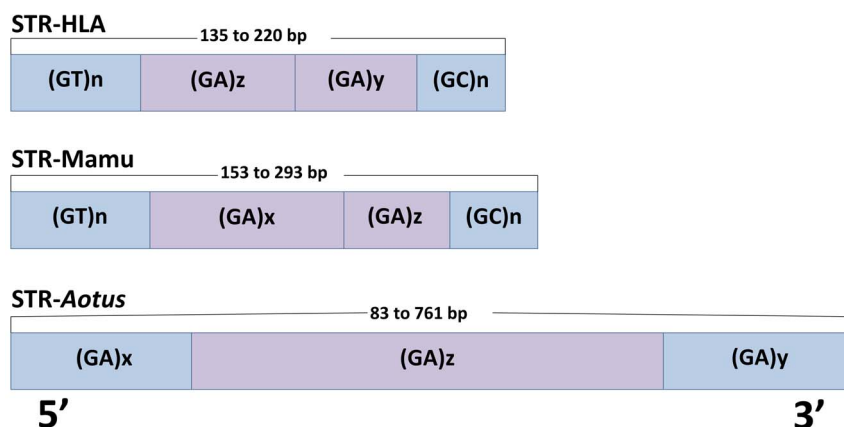 STR-HLA
135 to 220 bp
(GT)n (GA)z (GA)y (GC)n
STR-Mamu
153 to 293 bp
(GT)n (GA)x (GA)z (GC)n
STR-Aotus
83 to 761 bp
(GA)x (GA)z (GA)y
5’ 3’